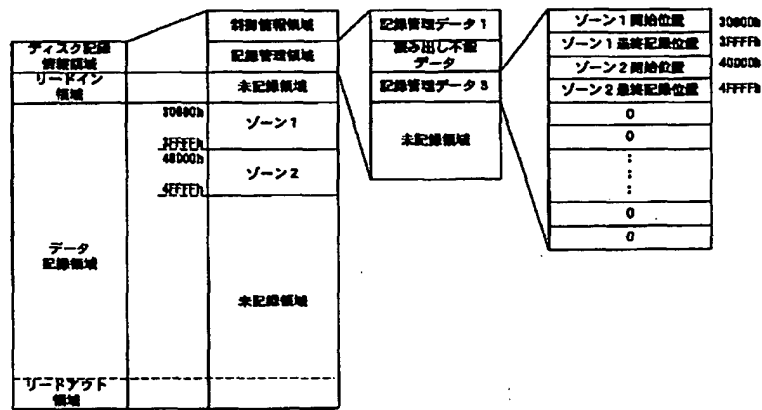 ディスク記録
情報領域
リードイン
領域
データ
記録領域
リードアウト
領域
制御情報領域
記録管理領域
未記録領域
30000h
ゾーン1
3FFFFh
40000h
ゾーン2
4FFFFh
未記録領域
記録管理データ1
読み出し不能
データ
記録管理データ3
未記録領域
ゾーン1開始位置
30000h
ゾーン1最終記録位置
3FFFFh
ゾーン2開始位置
40000h
ゾーン2最終記録位置
4FFFFh
0
0
:
:
:
0
0